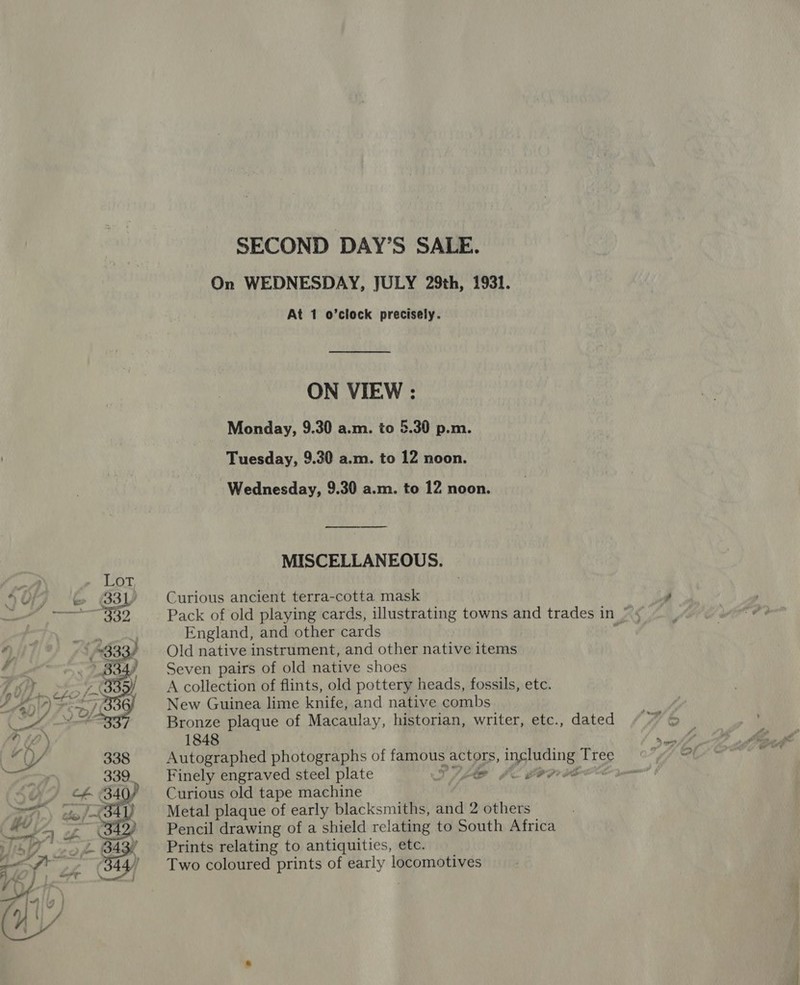 SECOND DAY'S SALE.
On WEDNESDAY, JULY 29th, 1931.
At 1 o'clock precisely.
ON VIEW :
Monday, 9.30 a.m. to 5.30 p.m.
Tuesday, 9.30 a.m. to 12 noon.
Wednesday, 9.30 a.m. to 12 noon.
MISCELLANEOUS.
LOT
331 Curious ancient terra-cotta mask
332 Pack of old playing cards, illustrating towns and trades in
England, and other cards
333 Old native instrument, and other native items
334 Seven pairs of old native shoes
335 A collection of flints, old pottery heads, fossils, etc.
336 New Guinea lime knife, and native combs
337 Bronze plaque of Macaulay, historian, writer, etc., dated
1848
338 Autographed photographs of famous actors, including Tree
339 Finely engraved steel plate
340 Curious old tape machine
341 Metal plaque of early blacksmiths, and 2 others
342 Pencil drawing of a shield relating to South Africa
343 Prints relating to antiquities, etc.
344 Two coloured prints of early locomotives